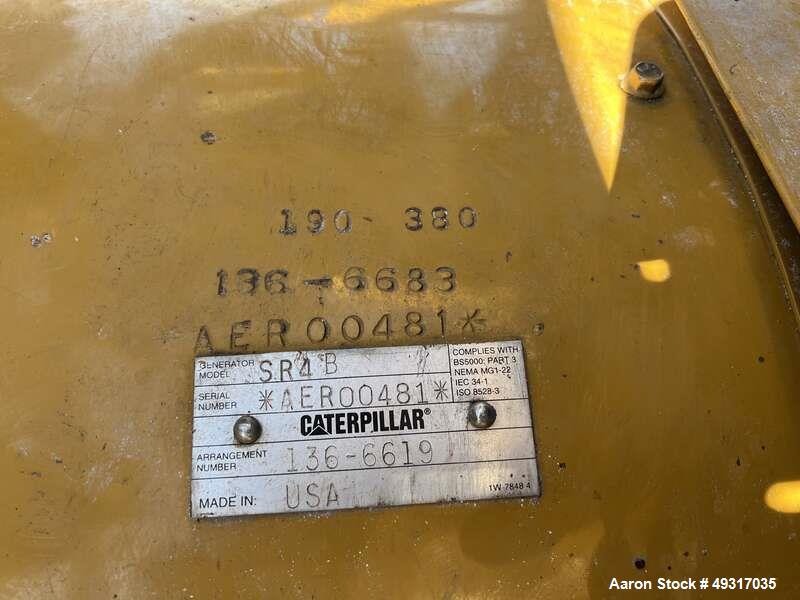 190 380
136-6683
AER00481*
GENERATOR MODEL SR4B
SERIAL NUMBER *AER00481*
COMPLIES WITH
BS5000: PART 3
NEMA MG1-22
IEC 34-1
ISO 8528-3
CATERPILLAR®
ARRANGEMENT NUMBER 136-6619
MADE IN: USA
1W 7848 4
Aaron Stock # 49317035